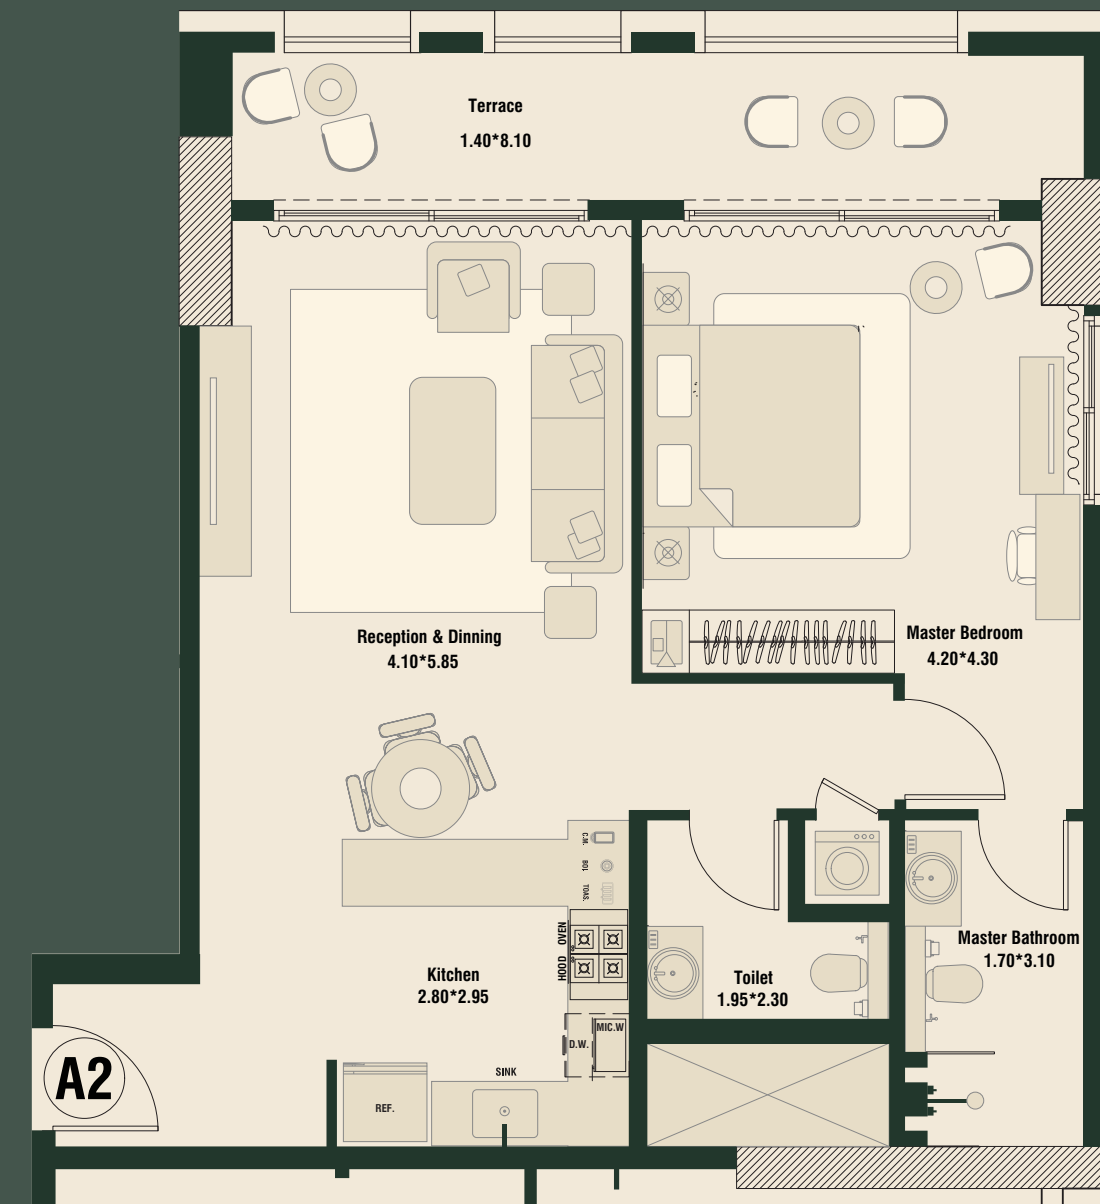 Terrace
1.40*8.10
Reception & Dinning
4.10*5.85
Master Bedroom
4.20*4.30
C.M.
BOI.
TOAS.
OVEN
HOOD
Kitchen
2.80*2.95
Toilet
1.95*2.30
Master Bathroom
1.70*3.10
MIC.W
D.W.
SINK
REF.
A2